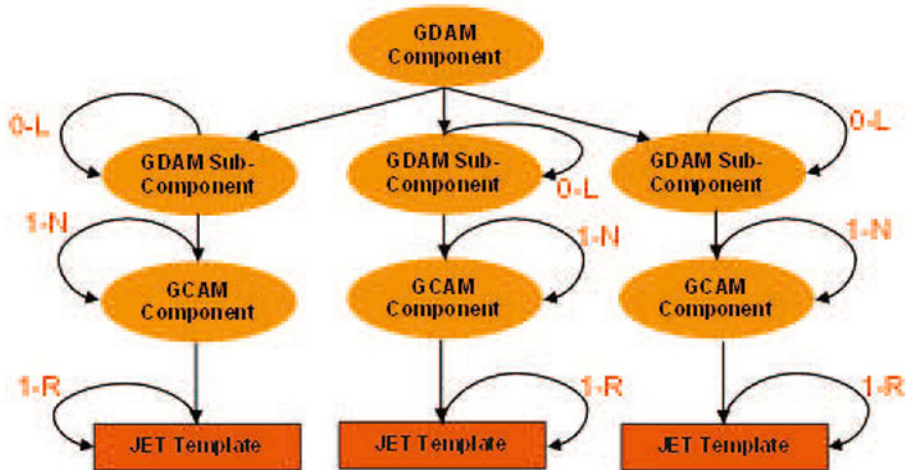 GDAM
Component
0-L
0-L
GDAM Sub-
Component
GDAM Sub-
Component
GDAM Sub-
Component
0-L
1-N
1-N
1-N
GCAM
Component
GCAM
Component
GCAM
Component
1-R
1-R
1-R
JET Template
JET Template
JET Template